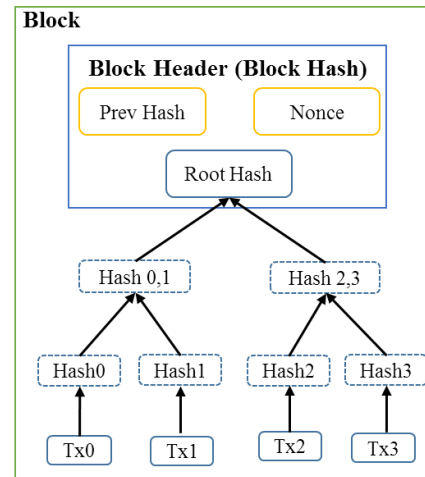 Block
Block Header (Block Hash)
Prev Hash
Nonce
Root Hash
Hash 0,1
Hash 2,3
Hash0
Hash1
Hash2
Hash3
Tx0
Tx1
Tx2
Tx3